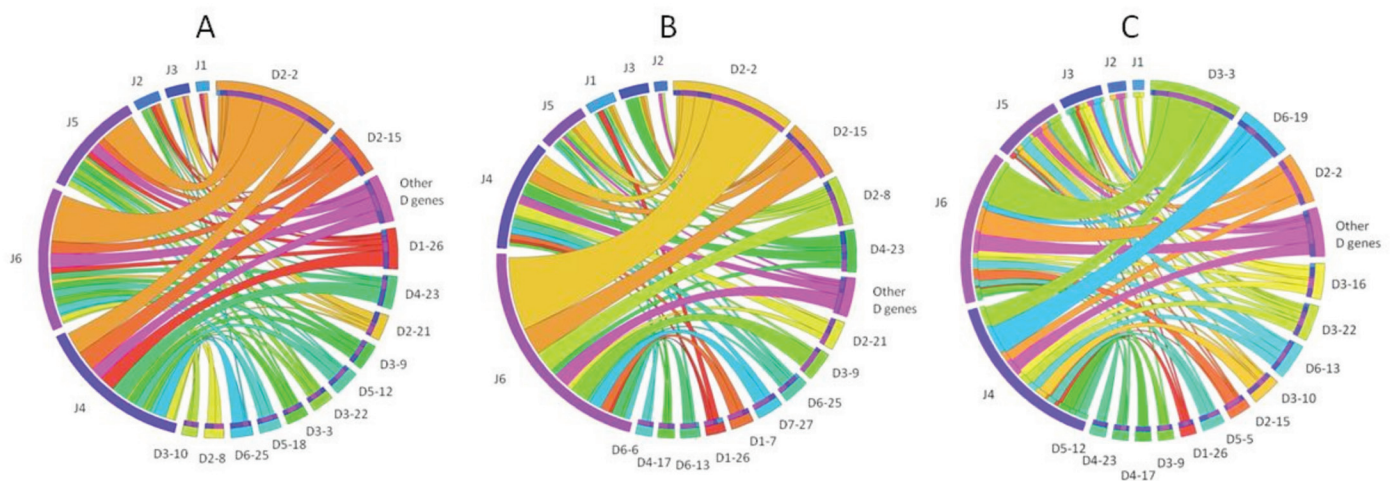 A
J2
J3
J1
D2-2
J5
D2-15
Other
D genes
D1-26
J6
D4-23
D2-21
D3-9
D5-12
D3-22
D3-3
D5-18
D6-25
D2-8
D3-10
J4
B
J1
J3
J2
D2-2
J5
D2-15
J4
D2-8
D4-23
Other
D genes
D2-21
D3-9
D6-25
D7-27
D1-7
D1-26
D6-13
D4-17
D6-6
J6
C
J3
J2
J1
D3-3
J5
D6-19
D2-2
J6
Other
D genes
D3-16
D3-22
D6-13
D3-10
D2-15
D5-5
D1-26
D3-9
D4-17
D4-23
D5-12
J4